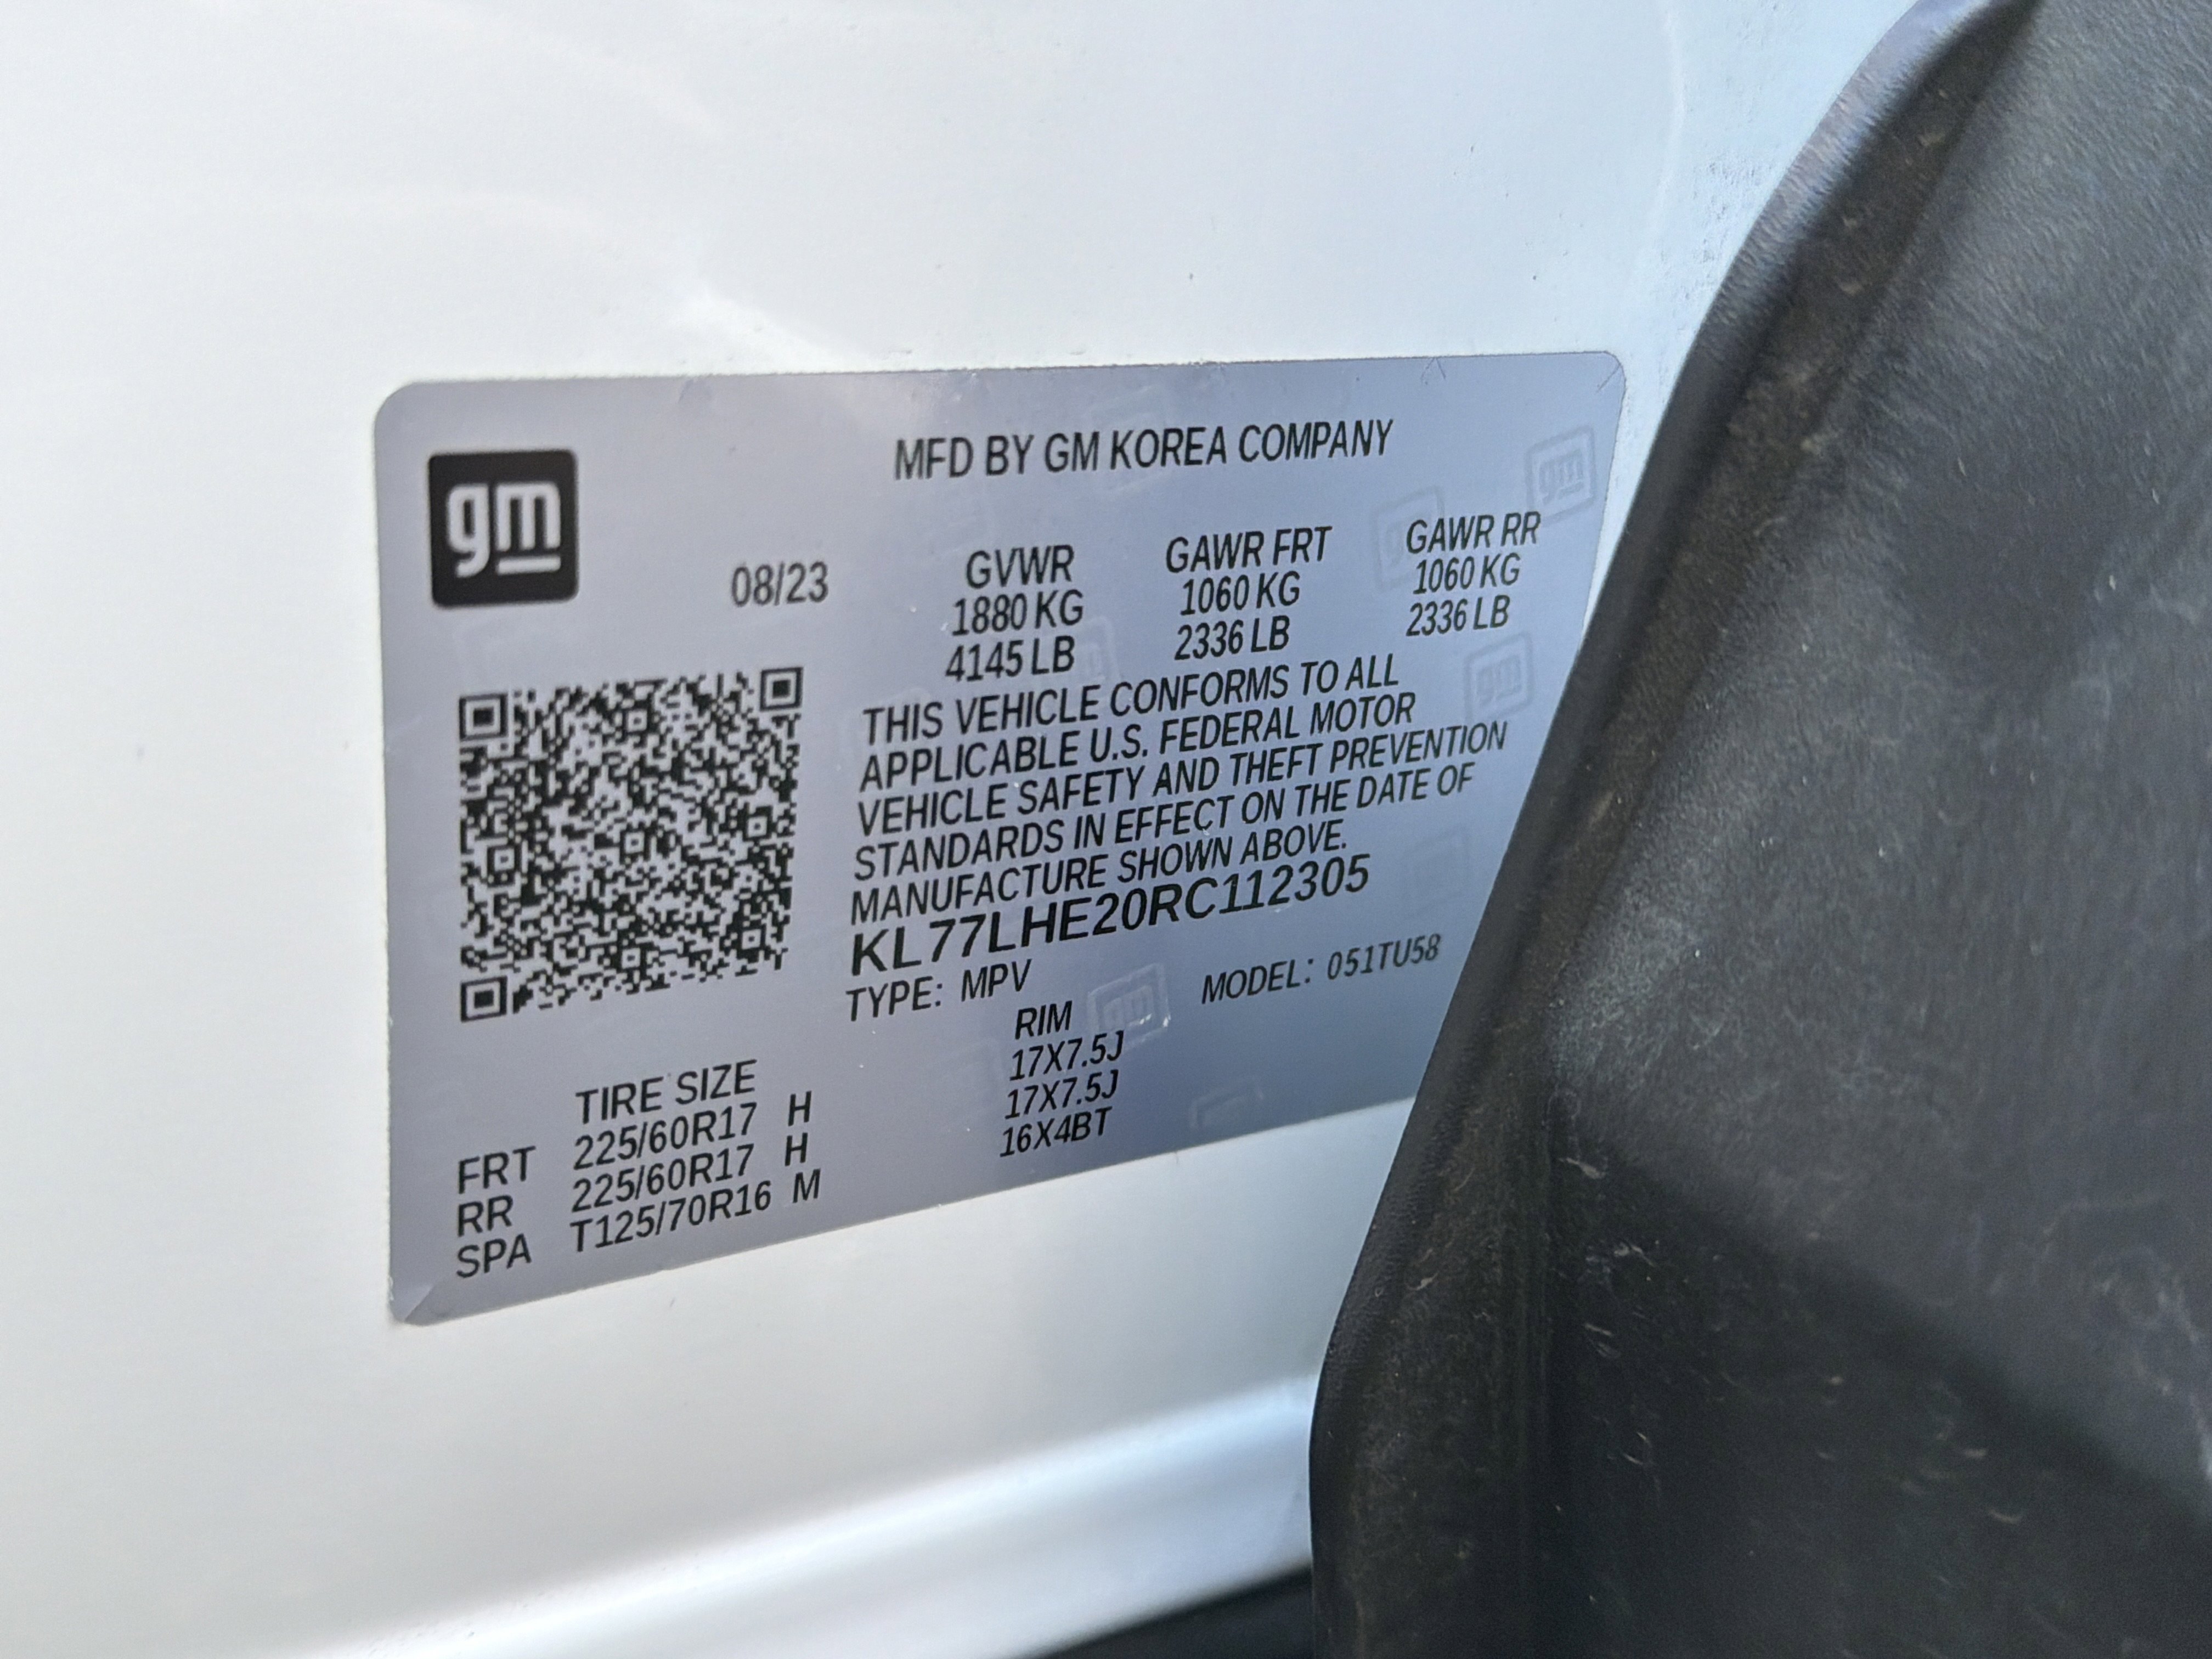 gm
MFD BY GM KOREA COMPANY
08/23
GVWR GAWR FRT GAWR RR
1880 KG 1060 KG 1060 KG
4145 LB 2336 LB 2336 LB
THIS VEHICLE CONFORMS TO ALL
APPLICABLE U.S. FEDERAL MOTOR
VEHICLE SAFETY AND THEFT PREVENTION
STANDARDS IN EFFECT ON THE DATE OF
MANUFACTURE SHOWN ABOVE.
KL77LHE20RC112305
TYPE: MPV MODEL: 051TU58
TIRE SIZE RIM
FRT 225/60R17 H 17X7.5J
RR 225/60R17 H 17X7.5J
SPA T125/70R16 M 16X4BT